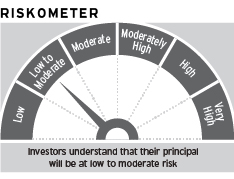 RISKOMETER
Low
Low to
Moderate
Moderate
Moderately
High
High
Very
High
Investors understand that their principal
will be at low to moderate risk